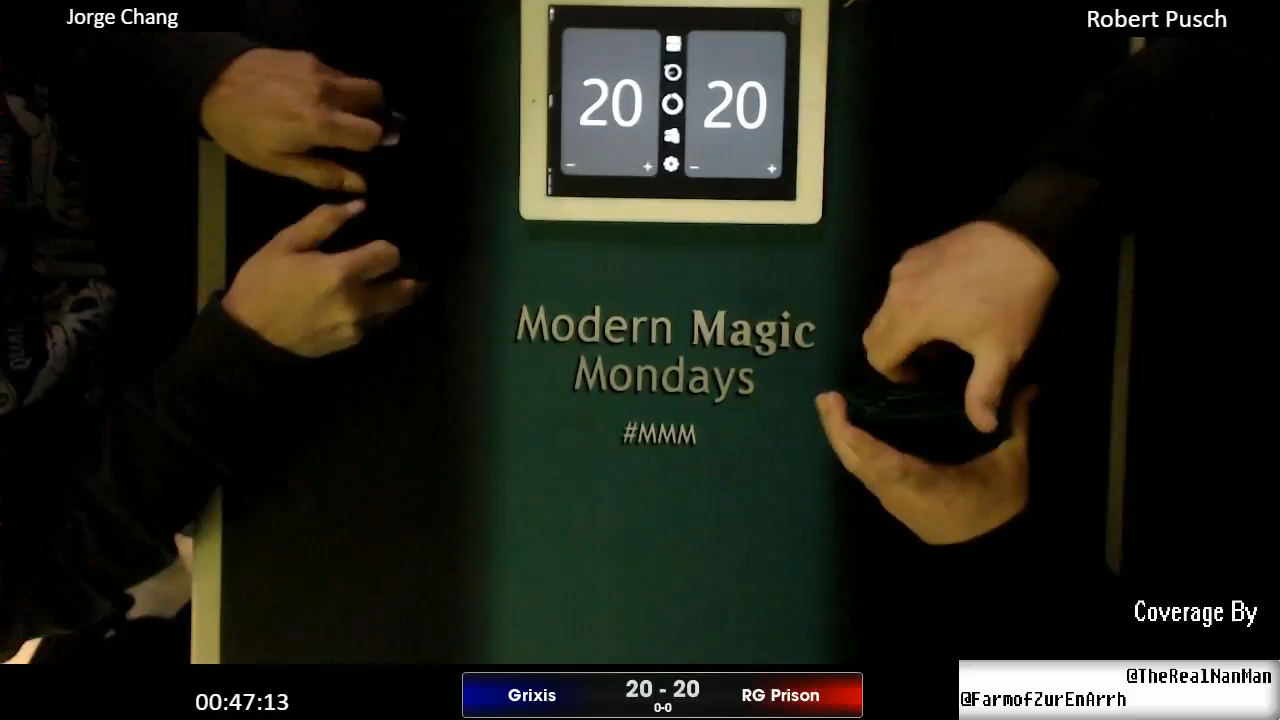 Jorge Chang
Robert Pusch
20 20
Modern Magic
Mondays
#MMM
Coverage By
@TheRealNanMan
@FarmofZurEnArrh
00:47:13
Grixis
20 - 20
0-0
RG Prison